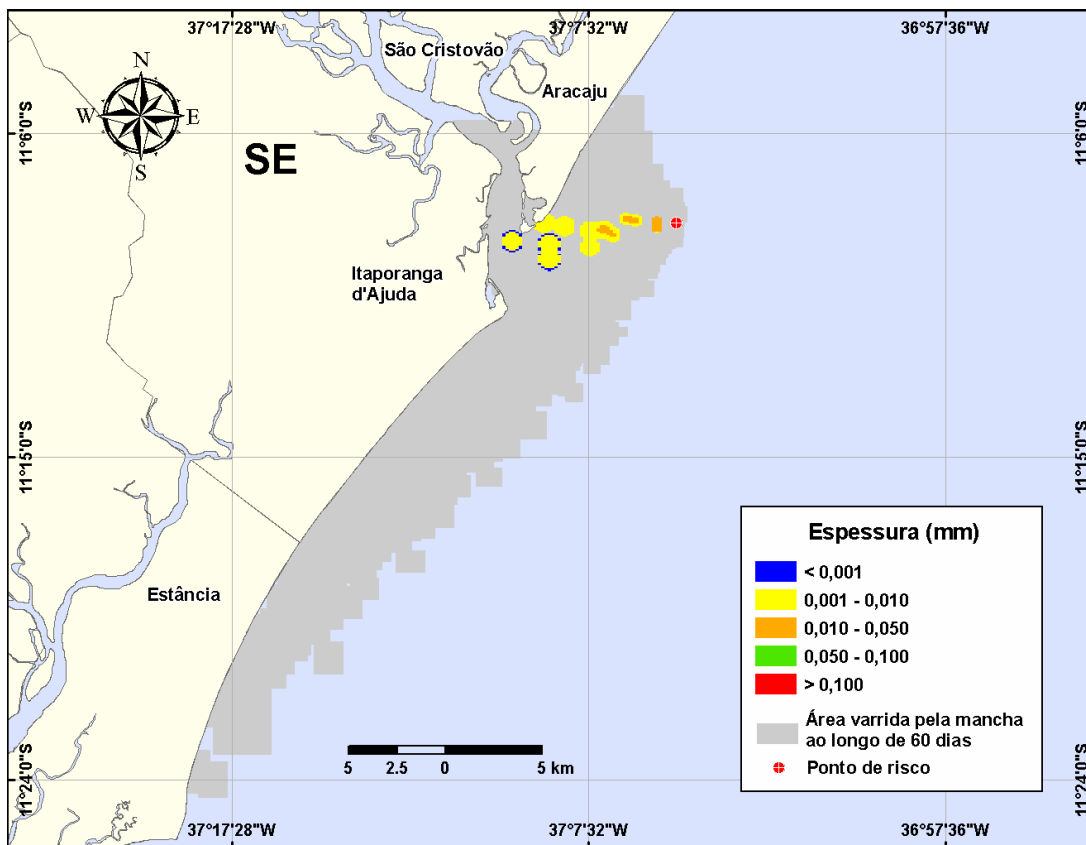 37°17'28"W
37°7'32"W
36°57'36"W
São Cristovão
Aracaju
N
W
E
S
SE
11°6'0"S
11°6'0"S
Itaporanga
d'Ajuda
11°15'0"S
11°15'0"S
Estância
Espessura (mm)
< 0,001
0,001 - 0,010
0,010 - 0,050
0,050 - 0,100
> 0,100
Área varrida pela mancha
ao longo de 60 dias
Ponto de risco
5 2.5 0 5 km
11°24'0"S
11°24'0"S
37°17'28"W
37°7'32"W
36°57'36"W